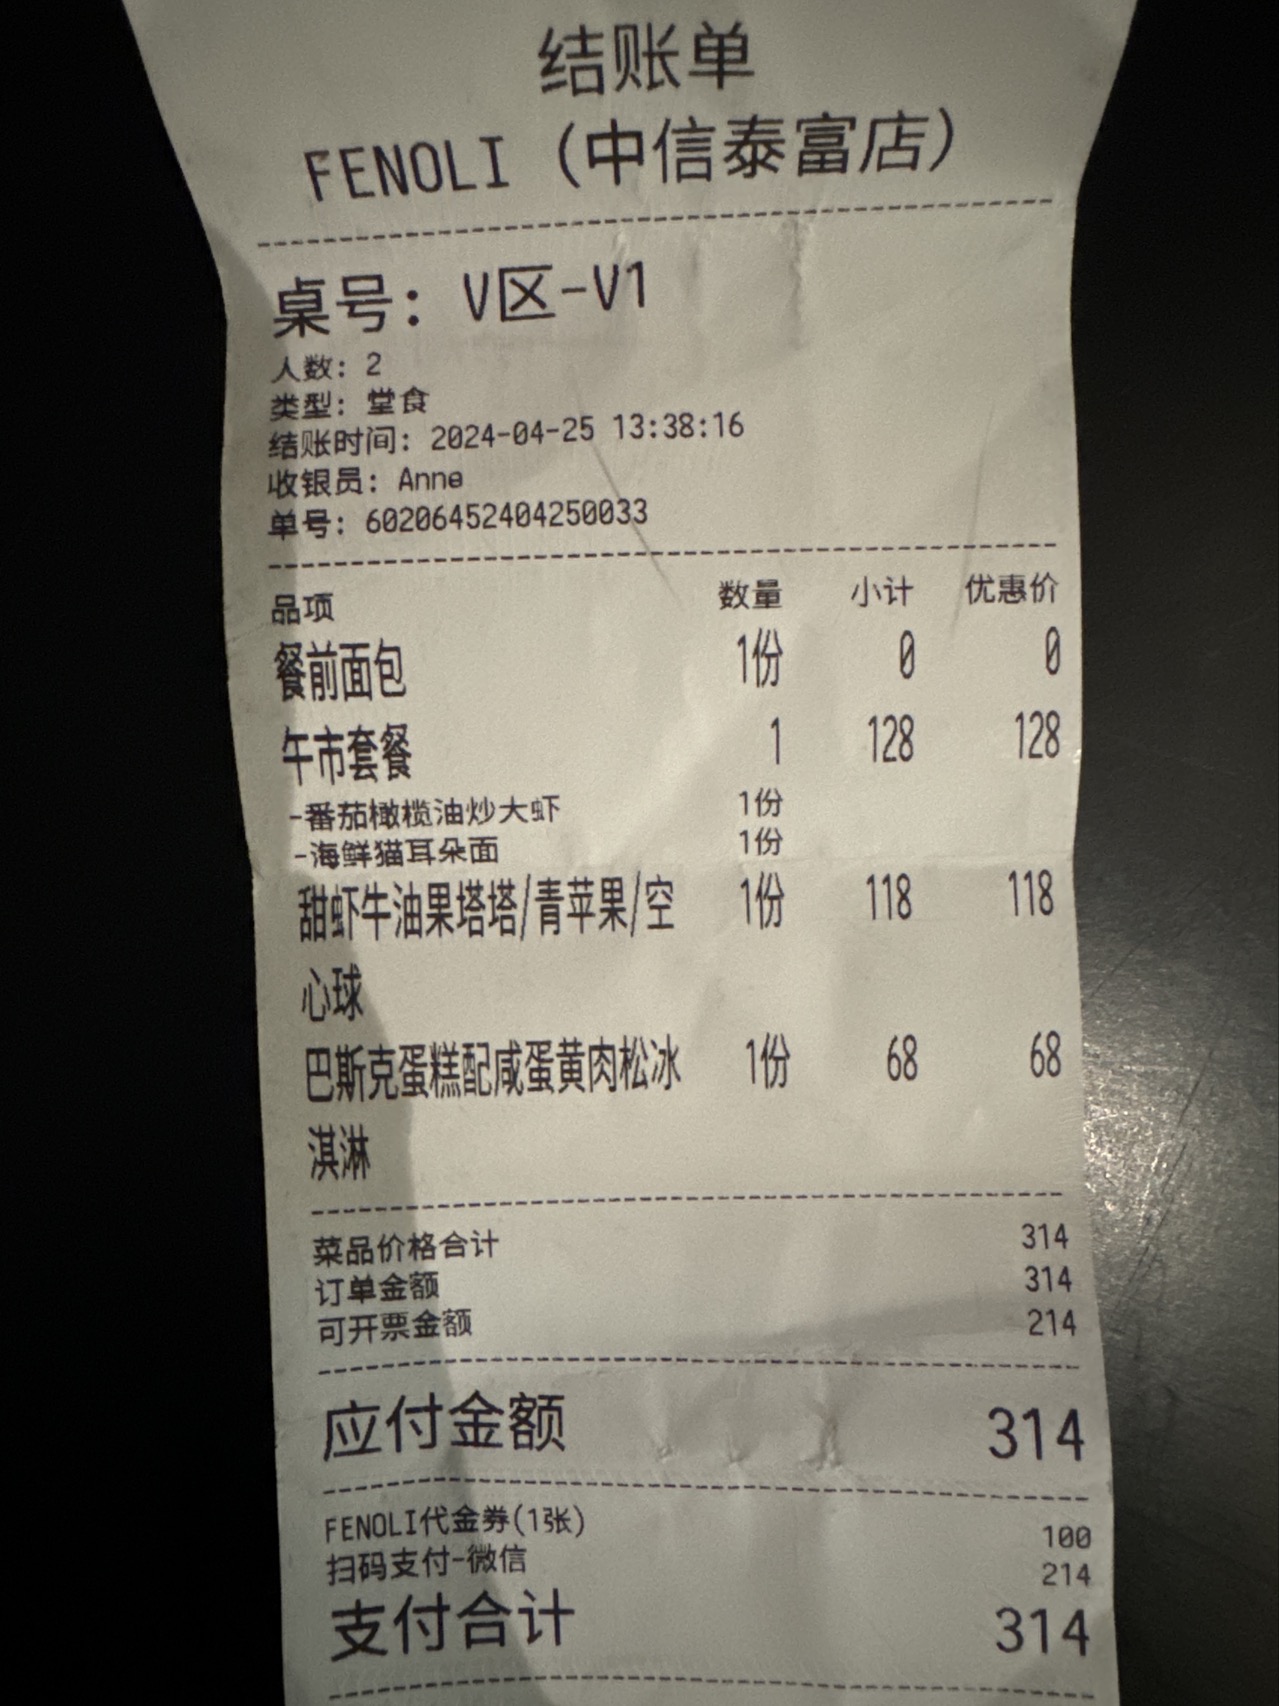 结账单
FENOLI（中信泰富店）
桌号：V区-V1
人数：2
类型：堂食
结账时间：2024-04-25 13:38:16
收银员：Anne
单号：60206452404250033
品项 数量 小计 优惠价
餐前面包 1份 0 0
午市套餐 1 128 128
-番茄橄榄油炒大虾 1份
-海鲜猫耳朵面 1份
甜虾牛油果塔塔/青苹果/空 1份 118 118
心球
巴斯克蛋糕配咸蛋黄肉松冰 1份 68 68
淇淋
菜品价格合计 314
订单金额 314
可开票金额 214
应付金额 314
FENOLI代金券(1张) 100
扫码支付-微信 214
支付合计 314